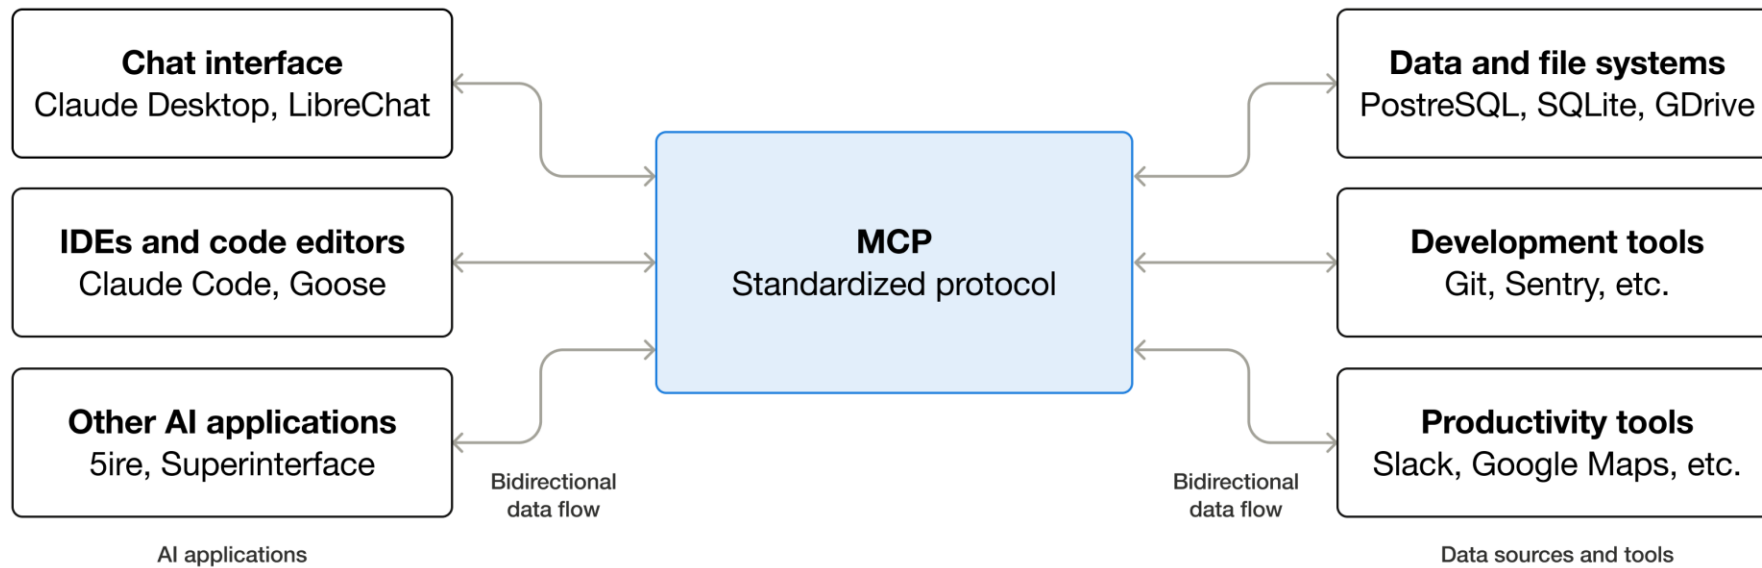 Chat interface
Claude Desktop, LibreChat
IDEs and code editors
Claude Code, Goose
Other AI applications
5ire, Superinterface
AI applications
Bidirectional
data flow
MCP
Standardized protocol
Bidirectional
data flow
Data and file systems
PostreSQL, SQLite, GDrive
Development tools
Git, Sentry, etc.
Productivity tools
Slack, Google Maps, etc.
Data sources and tools